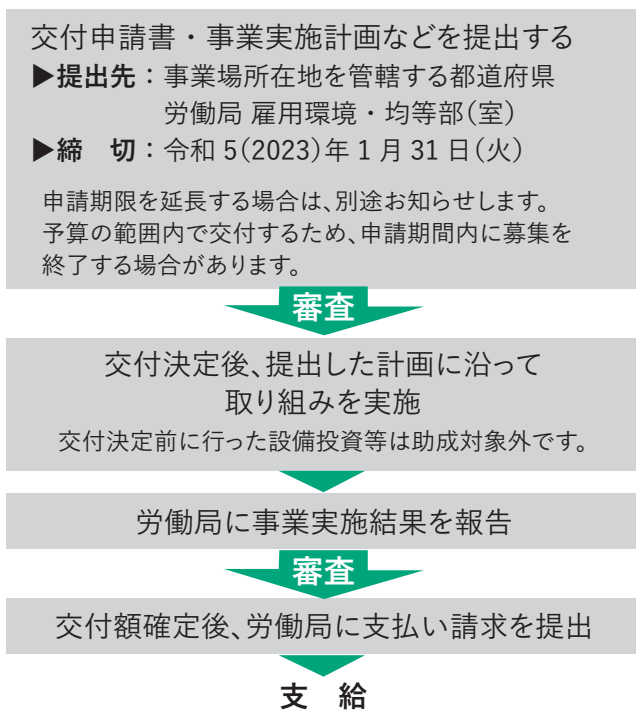 交付申請書・事業実施計画などを提出する
▶提出先：事業場所在地を管轄する都道府県
労働局 雇用環境・均等部(室)
▶締　切：令和5(2023)年1月31日(火)
申請期限を延長する場合は、別途お知らせします。
予算の範囲内で交付するため、申請期間内に募集を
終了する場合があります。
審査
交付決定後、提出した計画に沿って
取り組みを実施
交付決定前に行った設備投資等は助成対象外です。
労働局に事業実施結果を報告
審査
交付額確定後、労働局に支払い請求を提出
支　給